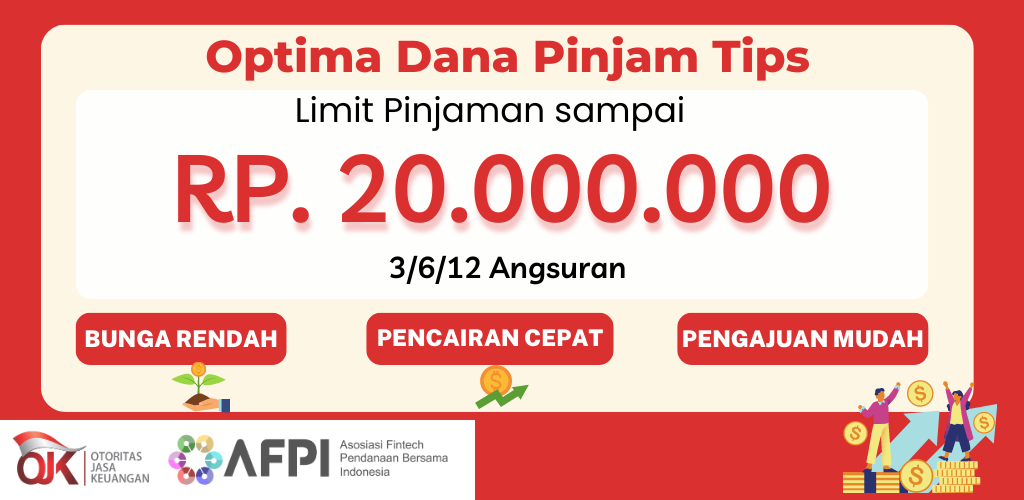 Optima Dana Pinjam Tips
Limit Pinjaman sampai
RP. 20.000.000
3/6/12 Angsuran
BUNGA RENDAH
PENCAIRAN CEPAT
PENGAJUAN MUDAH
OJK
OTORITAS
JASA
KEUANGAN
AFPI
Asosiasi Fintech
Pendanaan Bersama
Indonesia